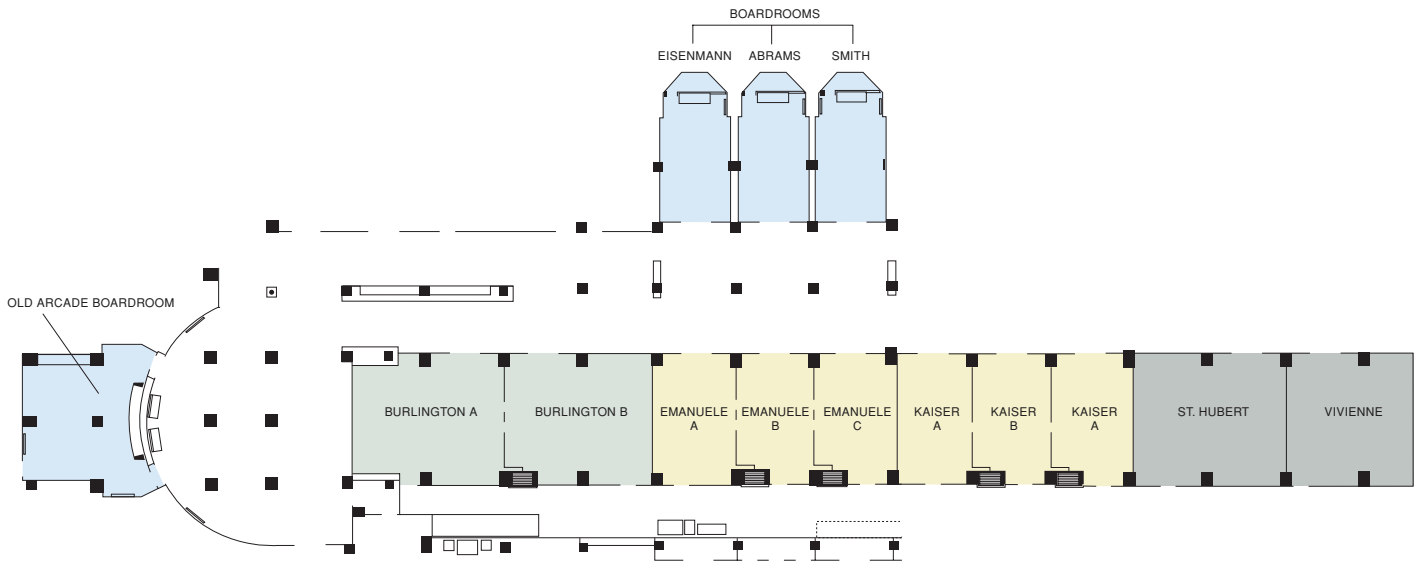 BOARDROOMS
EISENMANN ABRAMS SMITH
OLD ARCADE BOARDROOM
BURLINGTON A
BURLINGTON B
EMANUELE
A
EMANUELE
B
EMANUELE
C
KAISER
A
KAISER
B
KAISER
A
ST. HUBERT
VIVIENNE